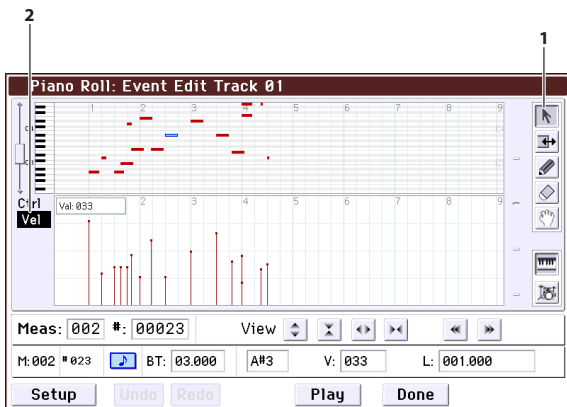 2
1
Piano Roll: Event Edit Track 01
1 2 3 4 5 6 7 8 9
C4
C3
Ctrl
Vel
Val: 033
2 3 4 5 6 7 8 9
Meas: 002 #: 00023 View
M:002 #023 BT: 03.000 A#3 V: 033 L: 001.000
Setup Undo Redo Play Done